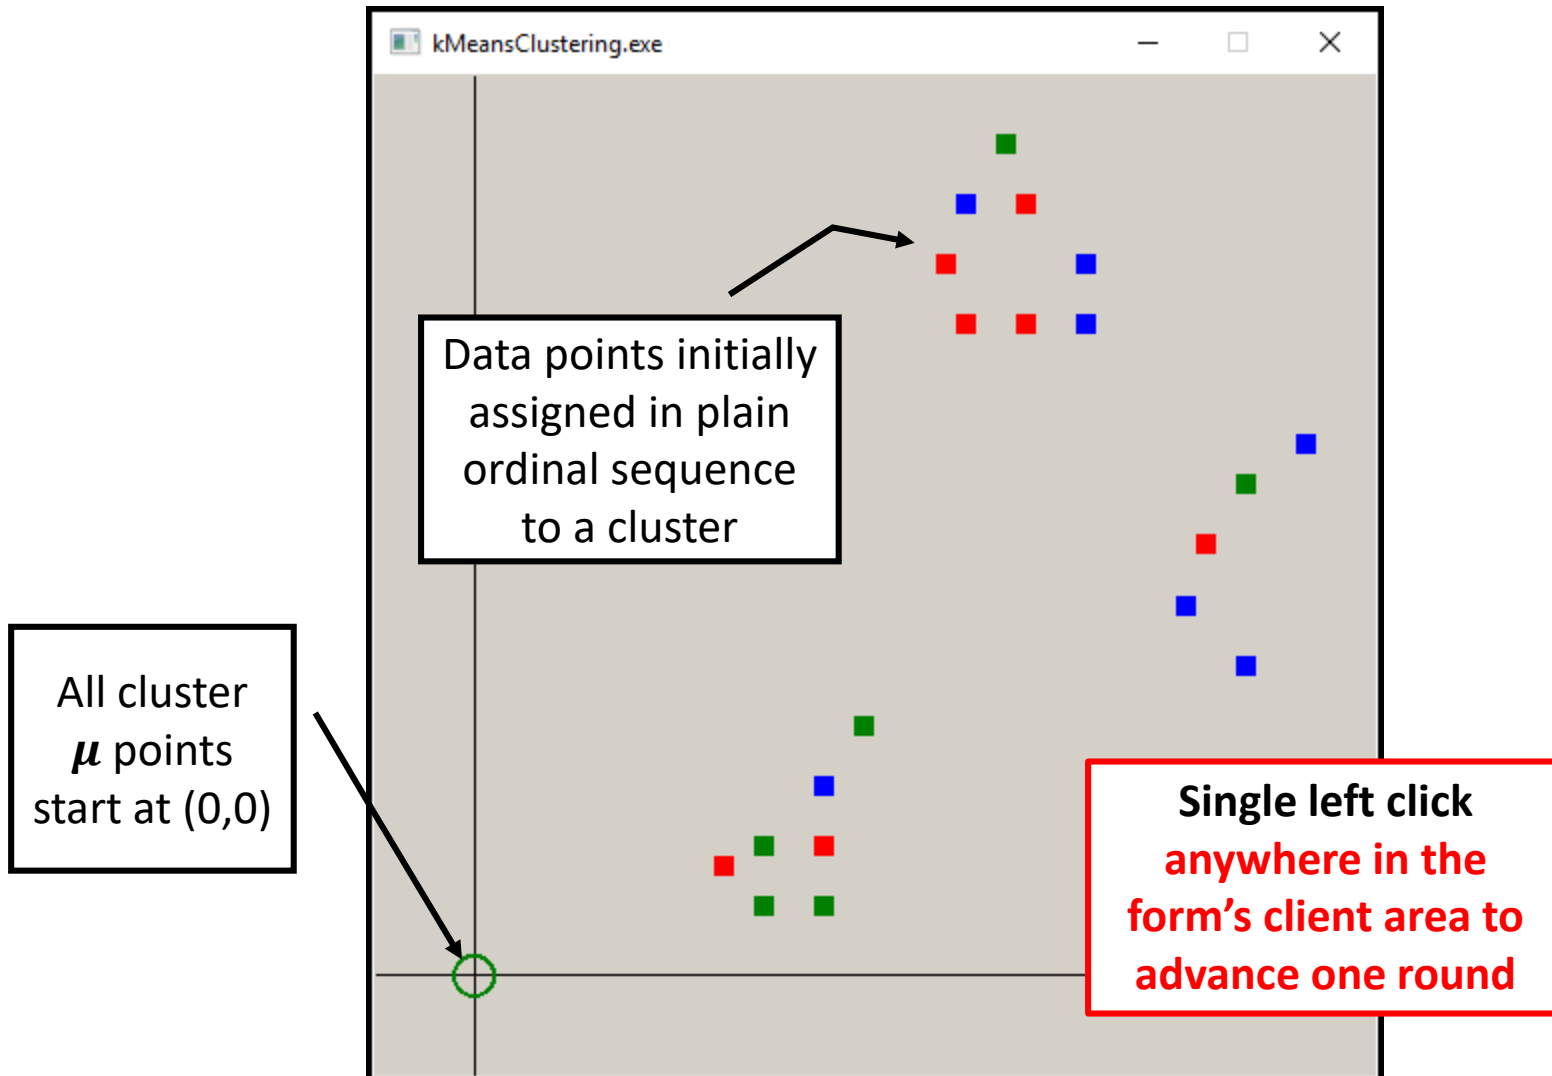 kMeansClustering.exe
Data points initially
assigned in plain
ordinal sequence
to a cluster
All cluster
μ points
start at (0,0)
Single left click
anywhere in the
form’s client area to
advance one round